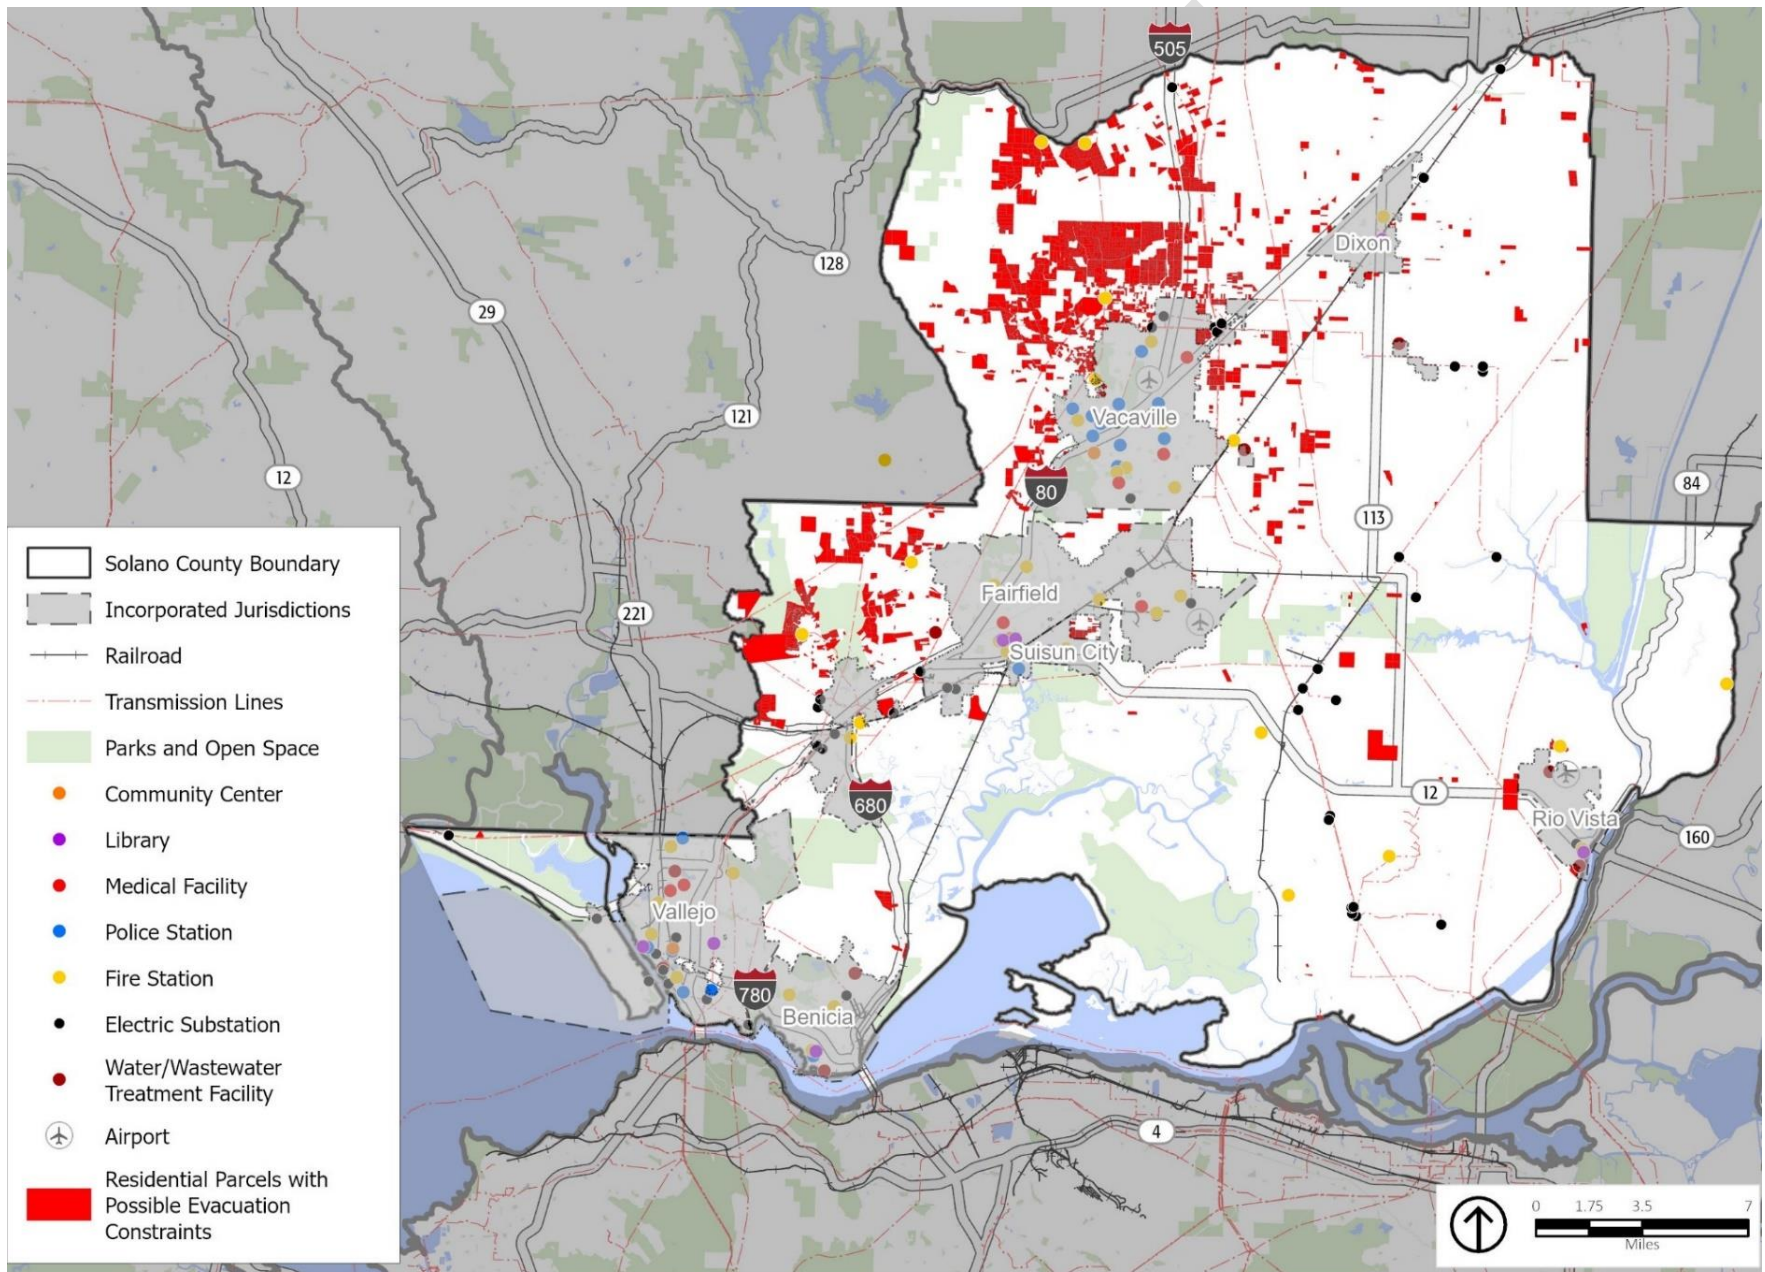 505
128
29
121
12
84
80
113
221
680
12
160
780
4
Dixon
Vacaville
Fairfield
Suisun City
Rio Vista
Vallejo
Benicia
Solano County Boundary
Incorporated Jurisdictions
Railroad
Transmission Lines
Parks and Open Space
Community Center
Library
Medical Facility
Police Station
Fire Station
Electric Substation
Water/Wastewater
Treatment Facility
Airport
Residential Parcels with
Possible Evacuation
Constraints
0 1.75 3.5 7
Miles